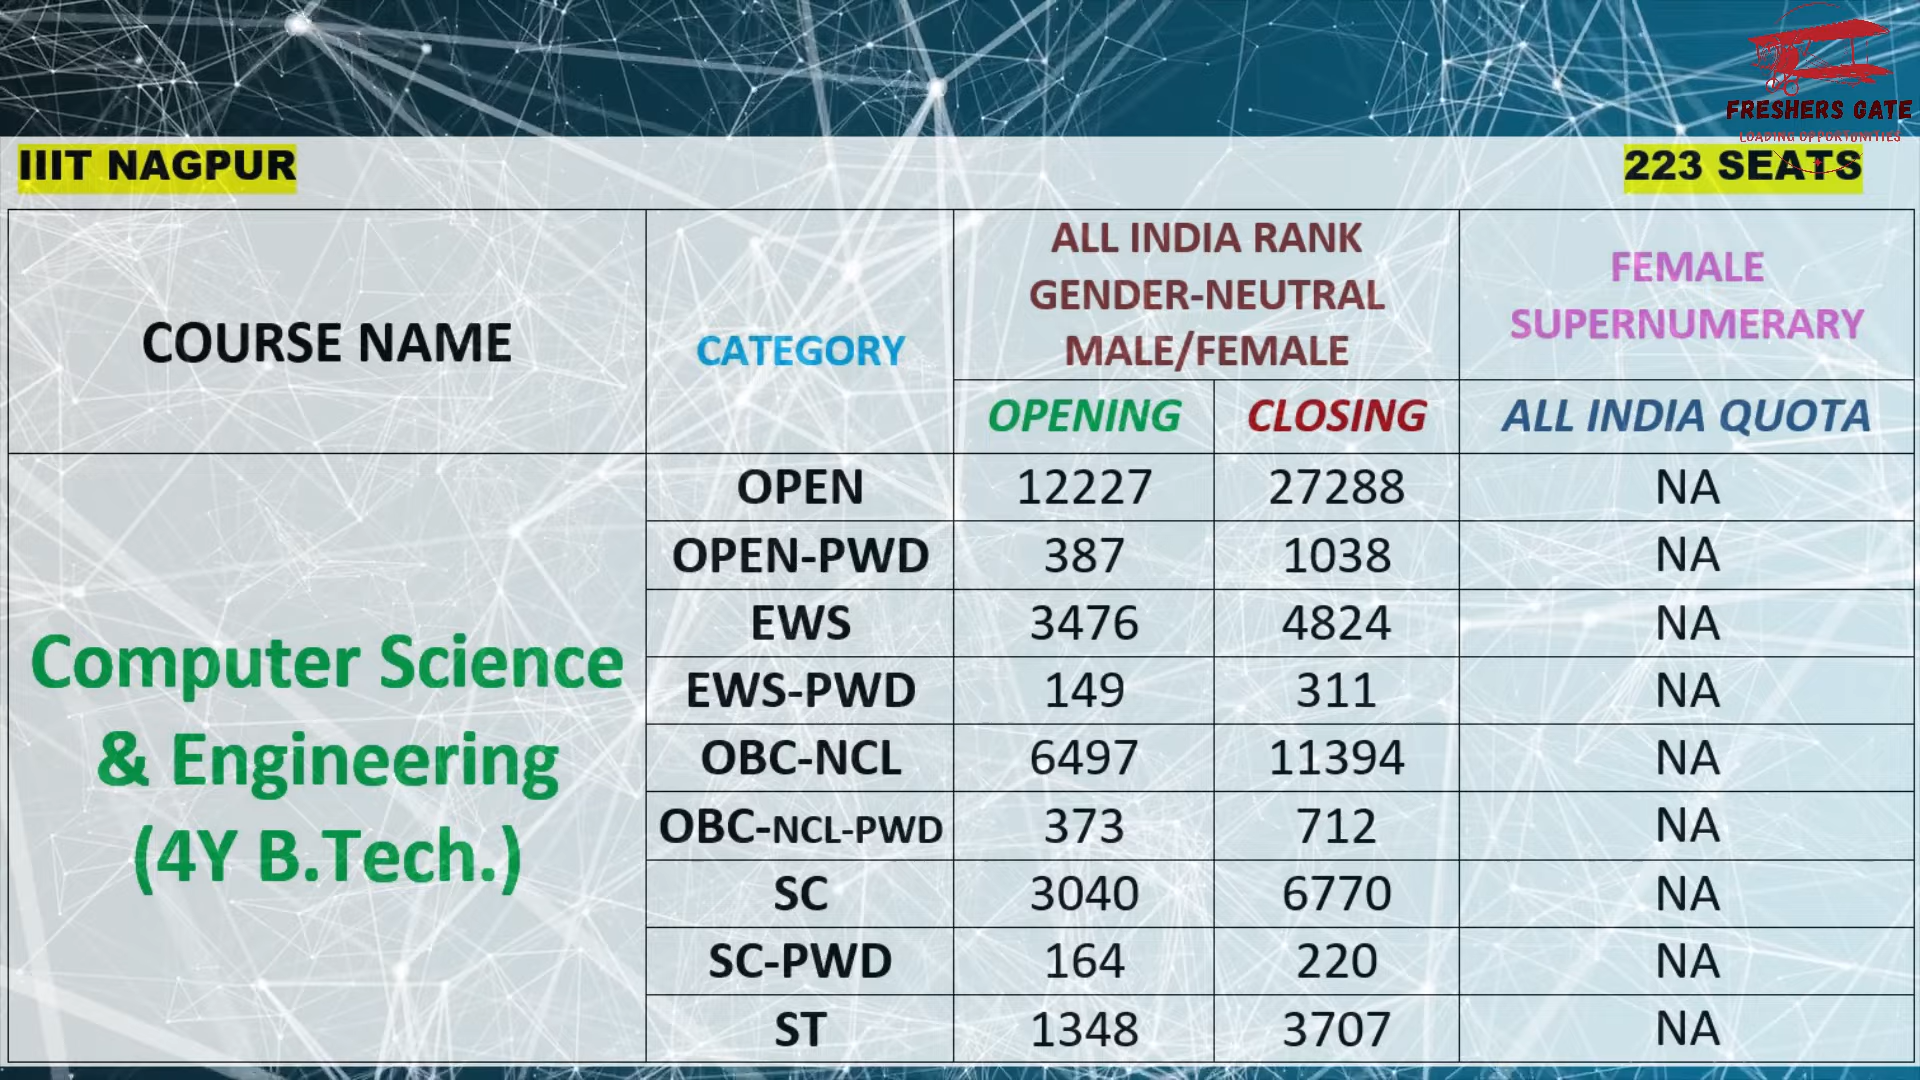 FRESHERS GATE
LOADING OPPORTUNITIES
IIIT NAGPUR
223 SEATS
COURSE NAME
CATEGORY
ALL INDIA RANK
GENDER-NEUTRAL
MALE/FEMALE
FEMALE
SUPERNUMERARY
OPENING CLOSING ALL INDIA QUOTA
Computer Science
& Engineering
(4Y B.Tech.)
OPEN 12227 27288 NA
OPEN-PWD 387 1038 NA
EWS 3476 4824 NA
EWS-PWD 149 311 NA
OBC-NCL 6497 11394 NA
OBC-NCL-PWD 373 712 NA
SC 3040 6770 NA
SC-PWD 164 220 NA
ST 1348 3707 NA